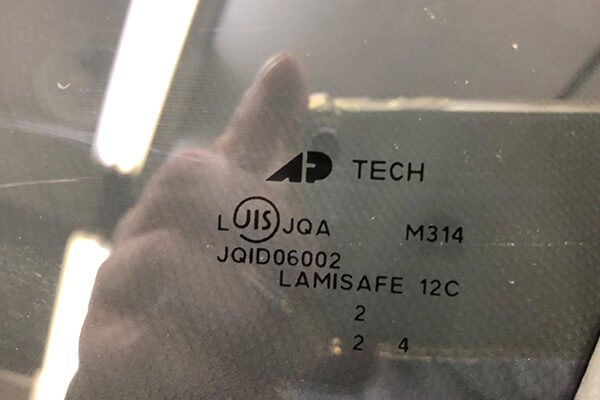 AP TECH
L JIS JQA M314
JQID06002
LAMISAFE 12C
2
2 4